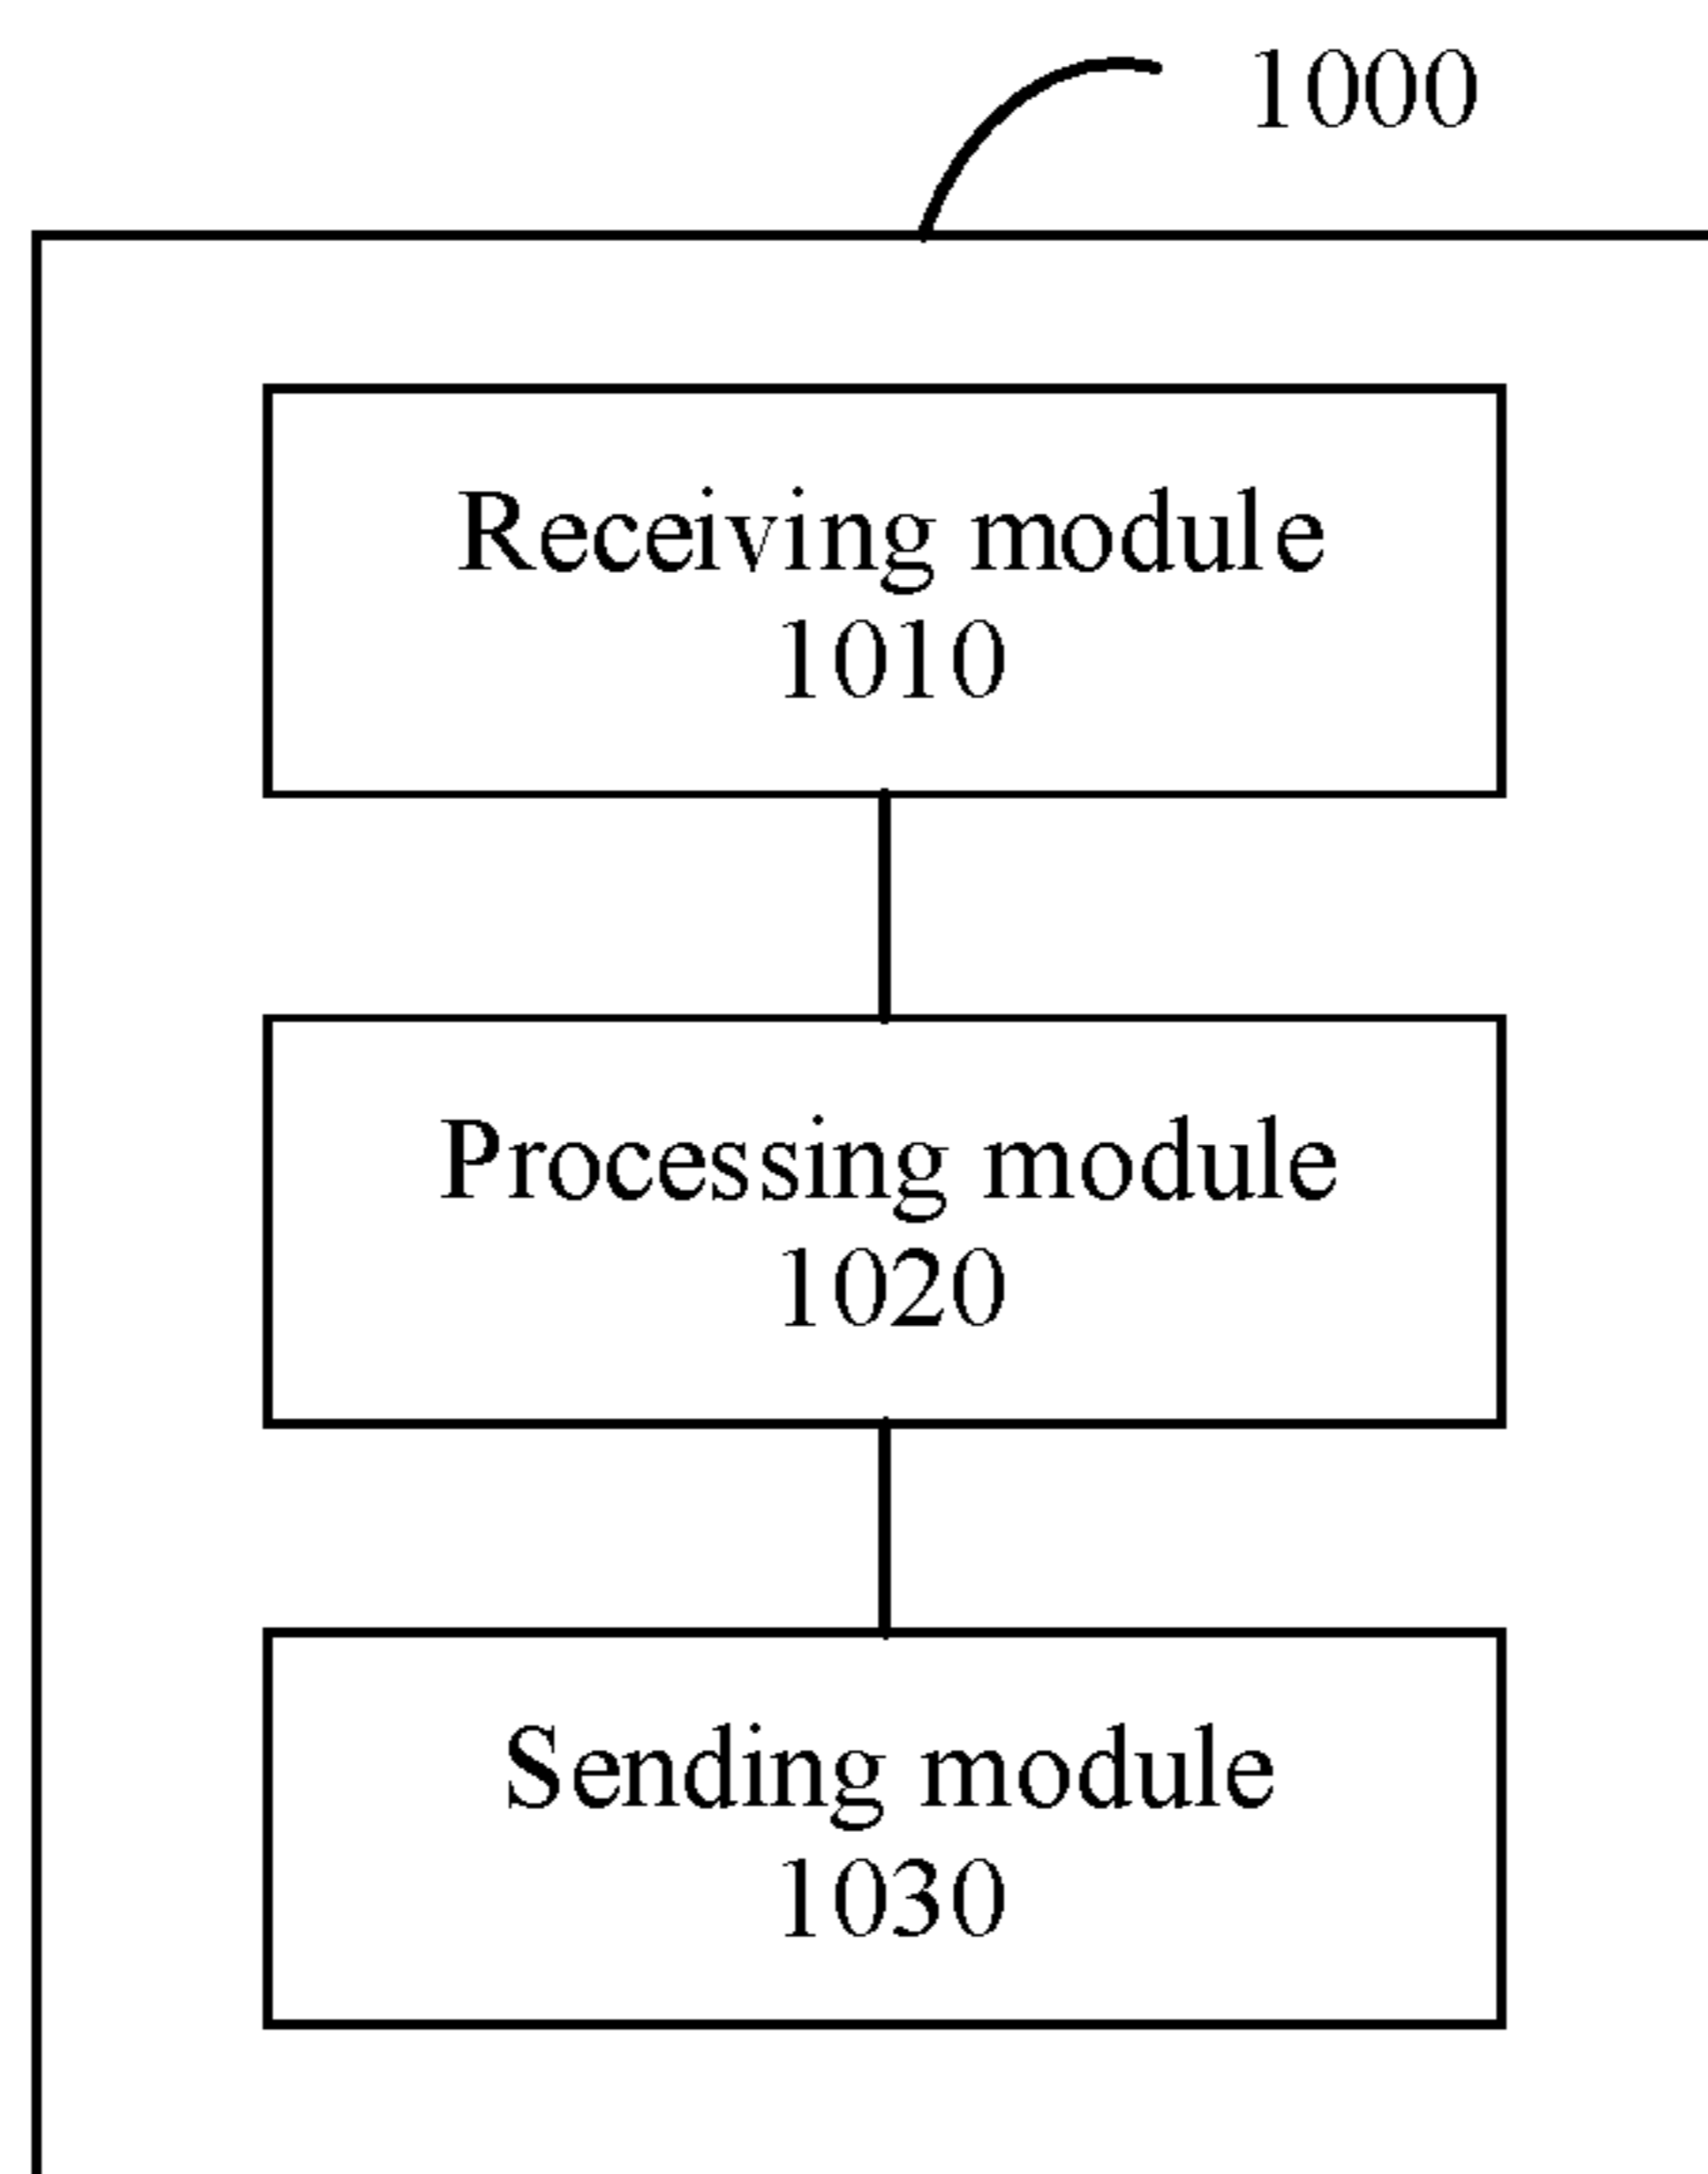 1000
Receiving module
1010
Processing module
1020
Sending module
1030